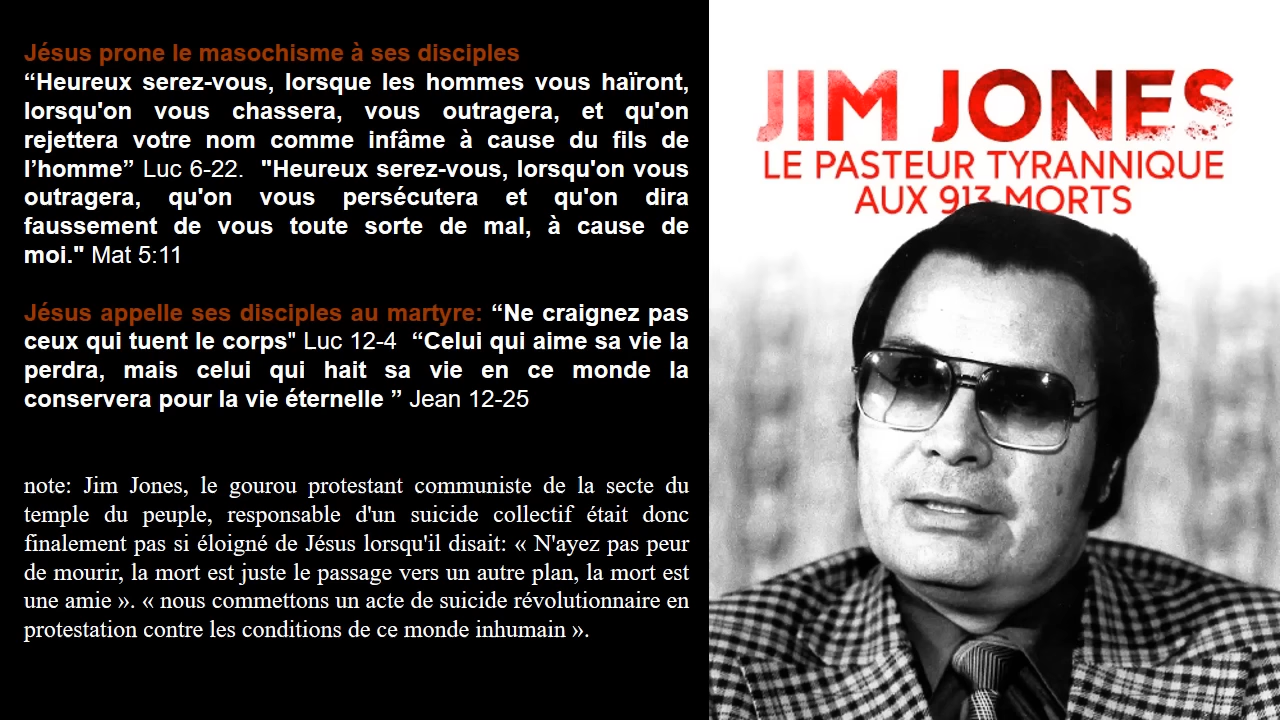 Jésus prone le masochisme à ses disciples
“Heureux serez-vous, lorsque les hommes vous haïront,
lorsqu'on vous chassera, vous outragera, et qu'on
rejettera votre nom comme infâme à cause du fils de
l’homme” Luc 6-22. "Heureux serez-vous, lorsqu'on vous
outragera, qu'on vous persécutera et qu'on dira
faussement de vous toute sorte de mal, à cause de
moi." Mat 5:11
Jésus appelle ses disciples au martyre: “Ne craignez pas
ceux qui tuent le corps" Luc 12-4 “Celui qui aime sa vie la
perdra, mais celui qui hait sa vie en ce monde la
conservera pour la vie éternelle ” Jean 12-25
note: Jim Jones, le gourou protestant communiste de la secte du
temple du peuple, responsable d'un suicide collectif était donc
finalement pas si éloigné de Jésus lorsqu'il disait: « N'ayez pas peur
de mourir, la mort est juste le passage vers un autre plan, la mort est
une amie ». « nous commettons un acte de suicide révolutionnaire en
protestation contre les conditions de ce monde inhumain ».
JIM JONES
LE PASTEUR TYRANNIQUE
AUX 913 MORTS